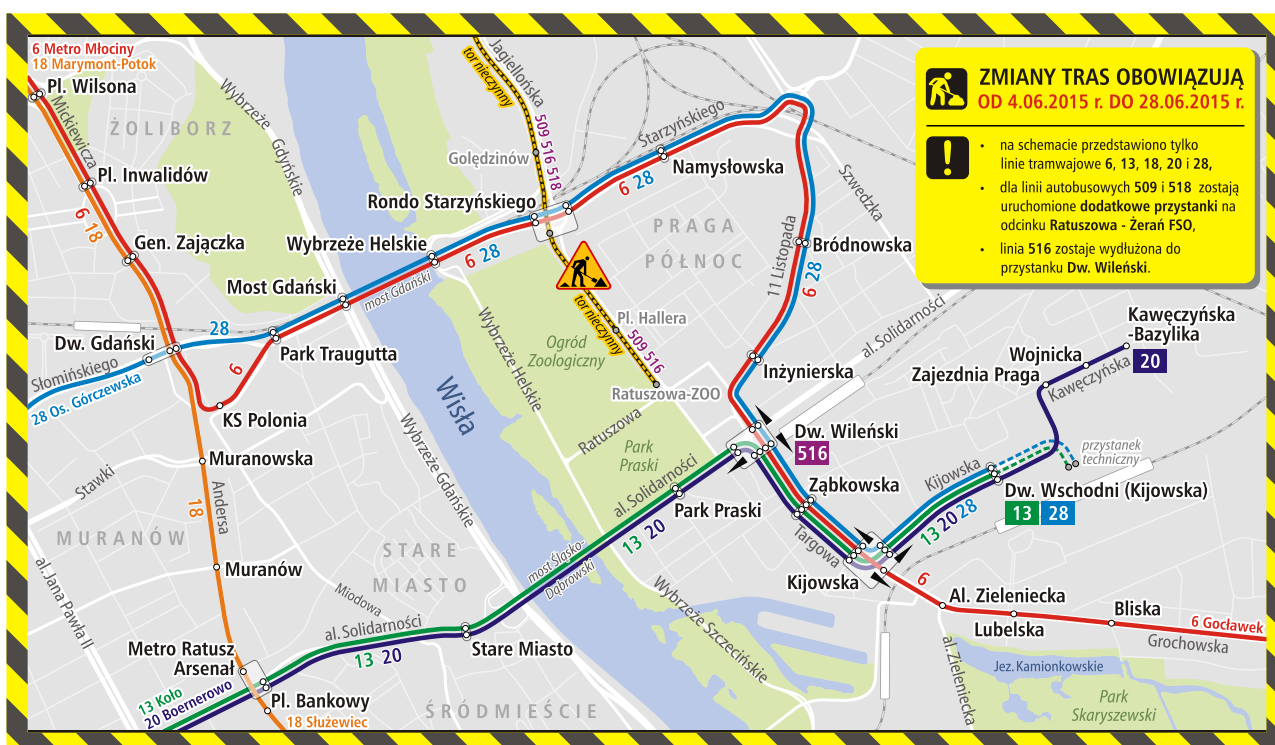 6 Metro Młociny
18 Marymont-Potok
Pl. Wilsona
Mickiewicza
ŻOLIBORZ
Wybrzeże Gdyńskie
Pl. Inwalidów
6 18
Gen. Zajączka
Jagiellońska
tor nieczynny
509 516 518
Golędzinów
Starzyńskiego
Namysłowska
6 28
Rondo Starzyńskiego
Wybrzeże Helskie
6 28
Most Gdański
most Gdański
28
Dw. Gdański
Słomińskiego
28 Os. Górczewska
Park Traugutta
6
KS Polonia
PRAGA
PÓŁNOC
Szwedzka
Bródnowska
11 Listopada
6 28
ZMIANY TRAS OBOWIĄZUJĄ
OD 4.06.2015 r. DO 28.06.2015 r.
• na schemacie przedstawiono tylko
linie tramwajowe 6, 13, 18, 20 i 28,
• dla linii autobusowych 509 i 518 zostają
uruchomione dodatkowe przystanki na
odcinku Ratuszowa - Żerań FSO,
• linia 516 zostaje wydłużona do
przystanku Dw. Wileński.
tor nieczynny
Pl. Hallera
509 516
Ogród
Zoologiczny
Wybrzeże Helskie
Ratuszowa-ZOO
Ratuszowa
Inżynierska
al. Solidarności
Kawęczyńska
-Bazylika
20
Wojnicka
Zajezdnia Praga
Kawęczyńska
Wisła
Wybrzeże Gdańskie
Park
Praski
Dw. Wileński
516
przystanek
techniczny
Kijowska
Dw. Wschodni (Kijowska)
13 28
13 20 28
Muranowska
Stawki
Andersa
18
al. Solidarności
Park Praski
13 20
Ząbkowska
Targowa
Kijowska
MURANÓW
Muranów
STARE
MIASTO
most Śląsko-
Dąbrowski
al. Jana Pawła II
Miodowa
al. Solidarności
13 20
Stare Miasto
Wybrzeże Szczecińskie
6
Al. Zieleniecka
Lubelska
Bliska
6 Gocławek
Grochowska
al. Zieleniecka
Jez. Kamionkowskie
Park
Skaryszewski
Metro Ratusz
Arsenał
13 Koło
20 Boernerowo
Pl. Bankowy
18 Służewiec
ŚRÓDMIEŚCIE